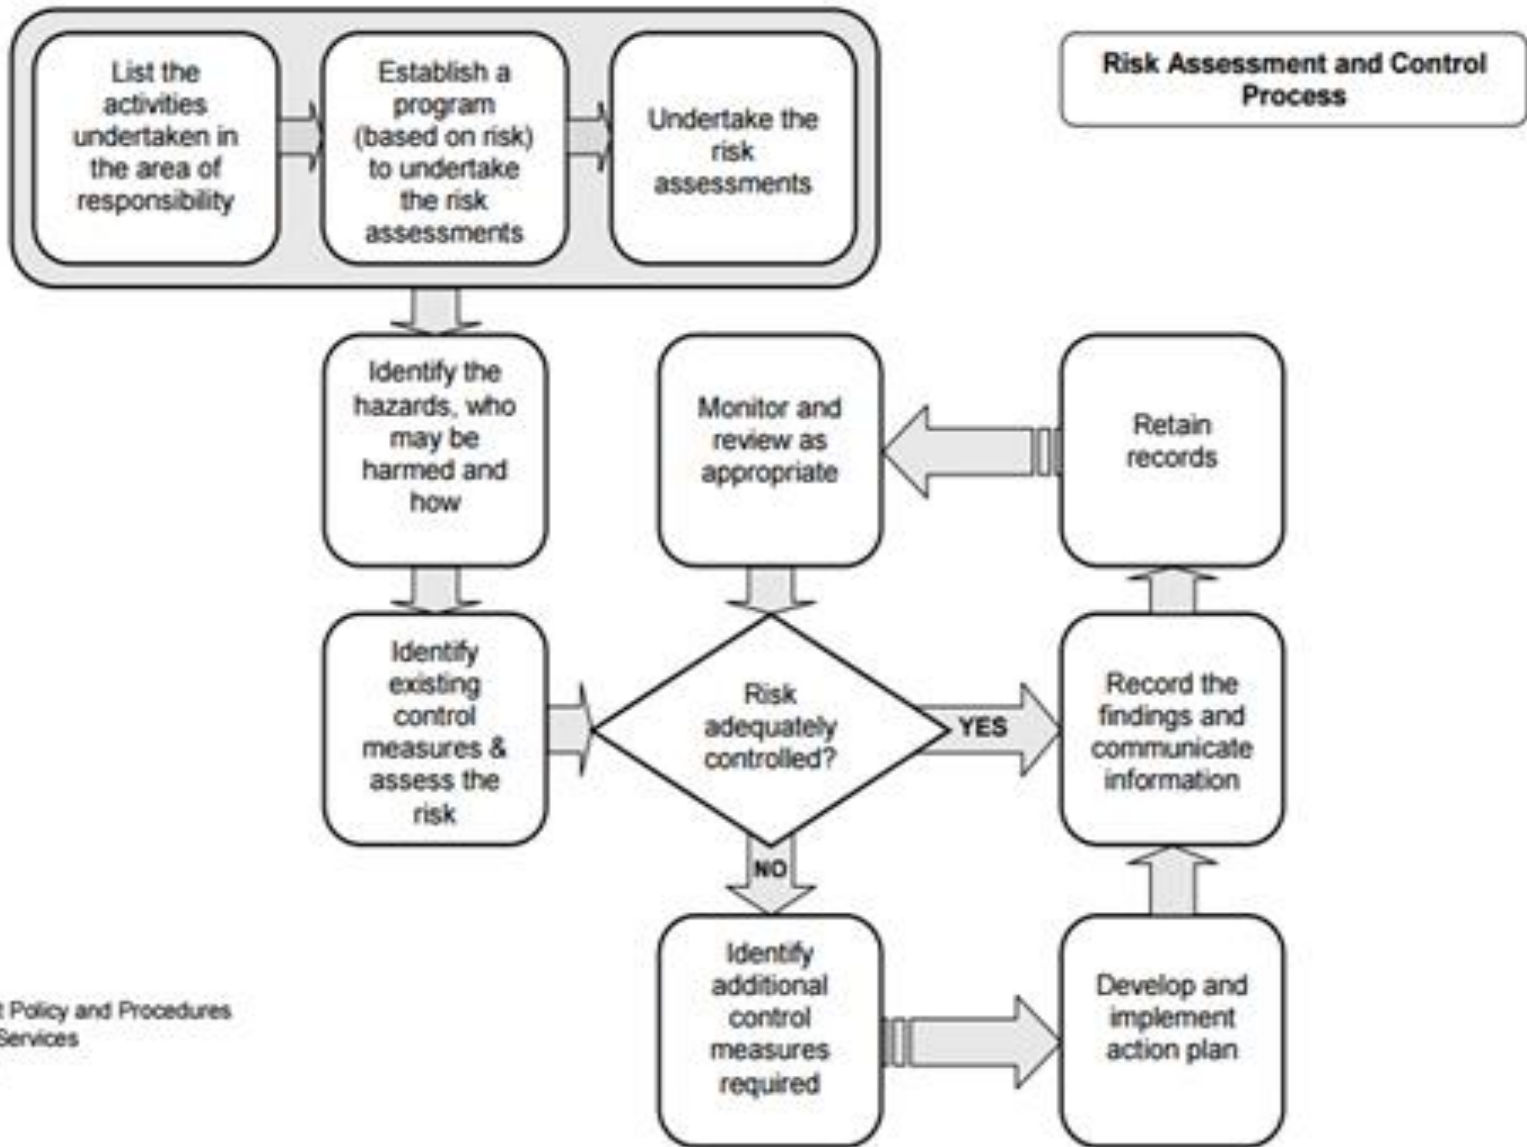 List the
activities
undertaken in
the area of
responsibility
Establish a
program
(based on risk)
to undertake
the risk
assessments
Undertake the
risk
assessments
Risk Assessment and Control
Process
Identify the
hazards, who
may be
harmed and
how
Monitor and
review as
appropriate
Retain
records
Identify
existing
control
measures &
assess the
risk
Risk
adequately
controlled?
YES
Record the
findings and
communicate
information
NO
Identify
additional
control
measures
required
Develop and
implement
action plan
Policy and Procedures
Services